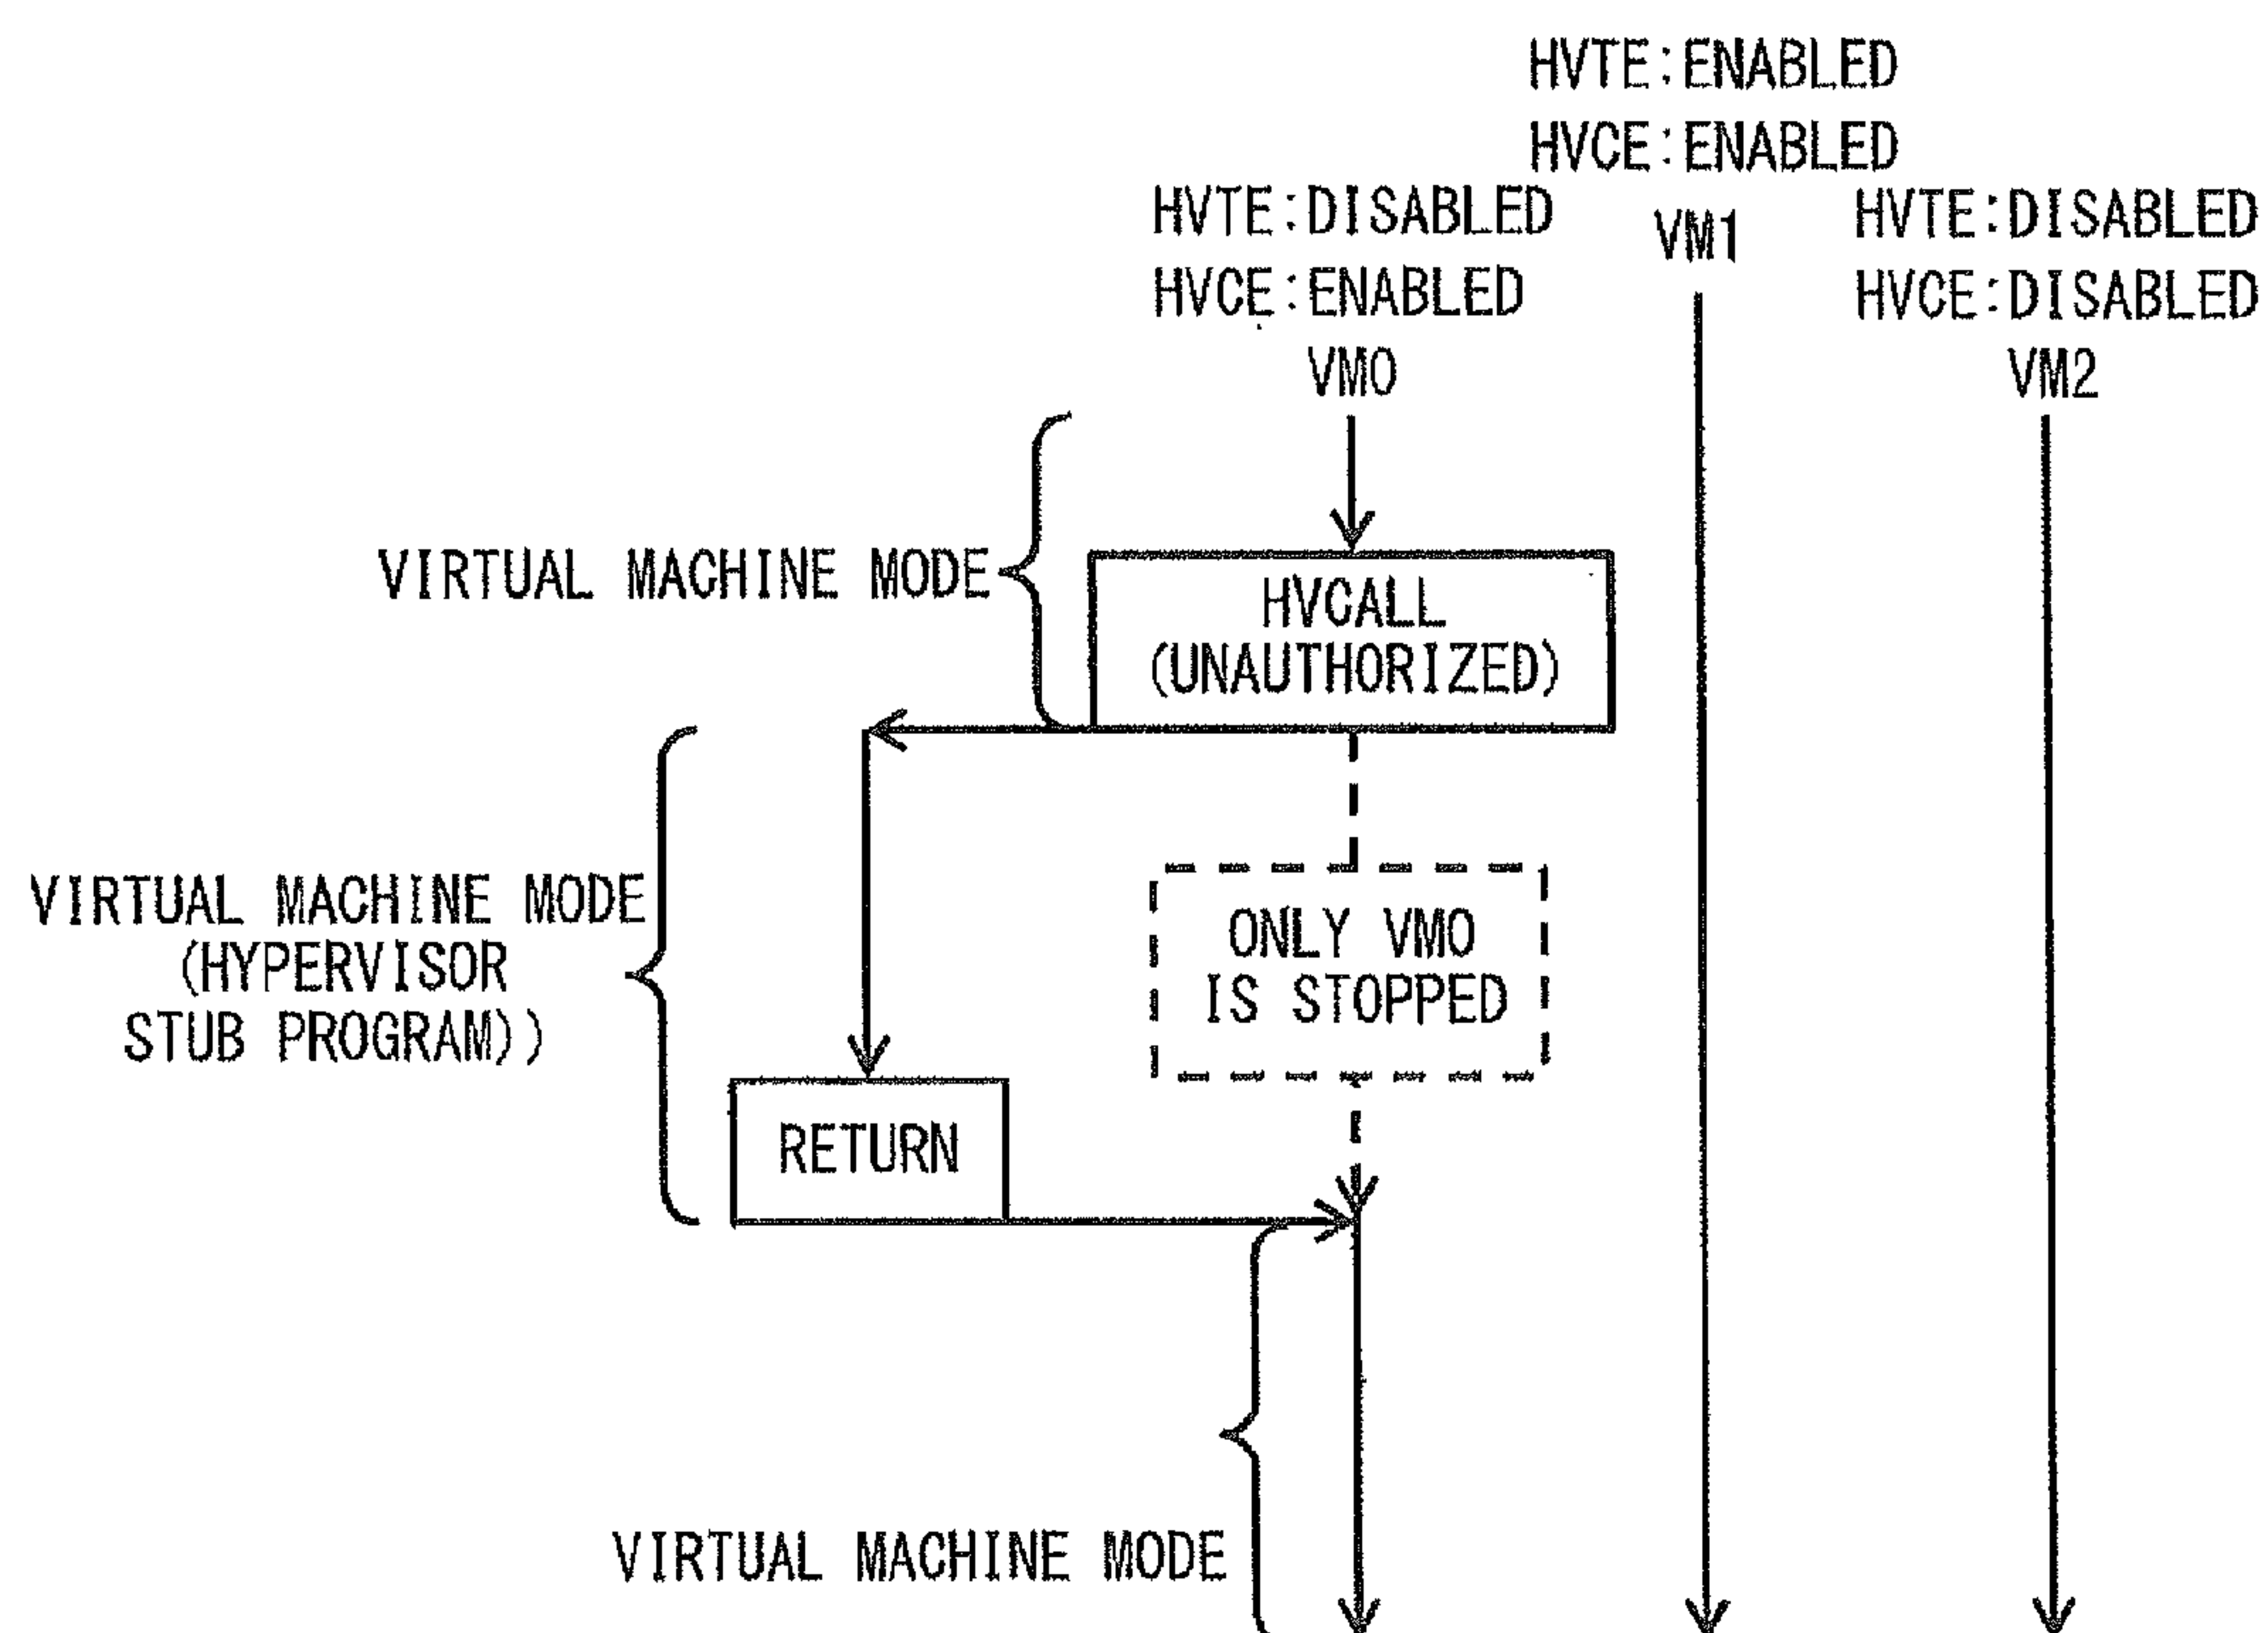 HVTE:ENABLED
HVCE:ENABLED
VM1
HVTE:DISABLED
HVCE:ENABLED
VM0
HVTE:DISABLED
HVCE:DISABLED
VM2
VIRTUAL MACHINE MODE
HVCALL
(UNAUTHORIZED)
VIRTUAL MACHINE MODE
(HYPERVISOR
STUB PROGRAM))
ONLY VM0
IS STOPPED
RETURN
VIRTUAL MACHINE MODE